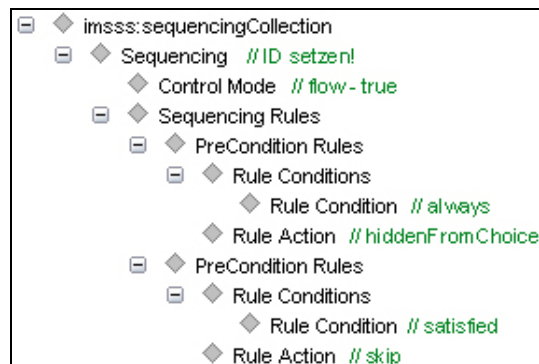 imsss:sequencingCollection
Sequencing //ID setzen!
Control Mode //flow-true
Sequencing Rules
PreCondition Rules
Rule Conditions
Rule Condition //always
Rule Action //hiddenFromChoice
PreCondition Rules
Rule Conditions
Rule Condition //satisfied
Rule Action //skip